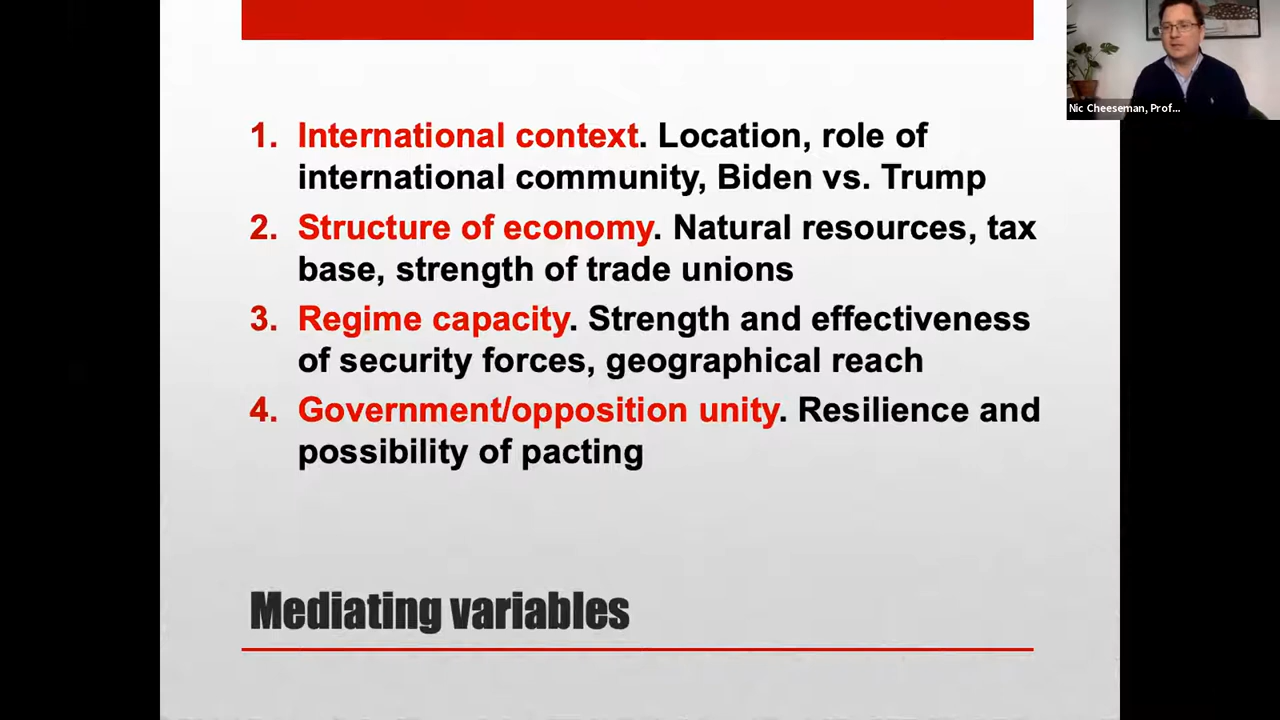 Nic Cheeseman, Prof...
1. International context. Location, role of
international community, Biden vs. Trump
2. Structure of economy. Natural resources, tax
base, strength of trade unions
3. Regime capacity. Strength and effectiveness
of security forces, geographical reach
4. Government/opposition unity. Resilience and
possibility of pacting
Mediating variables